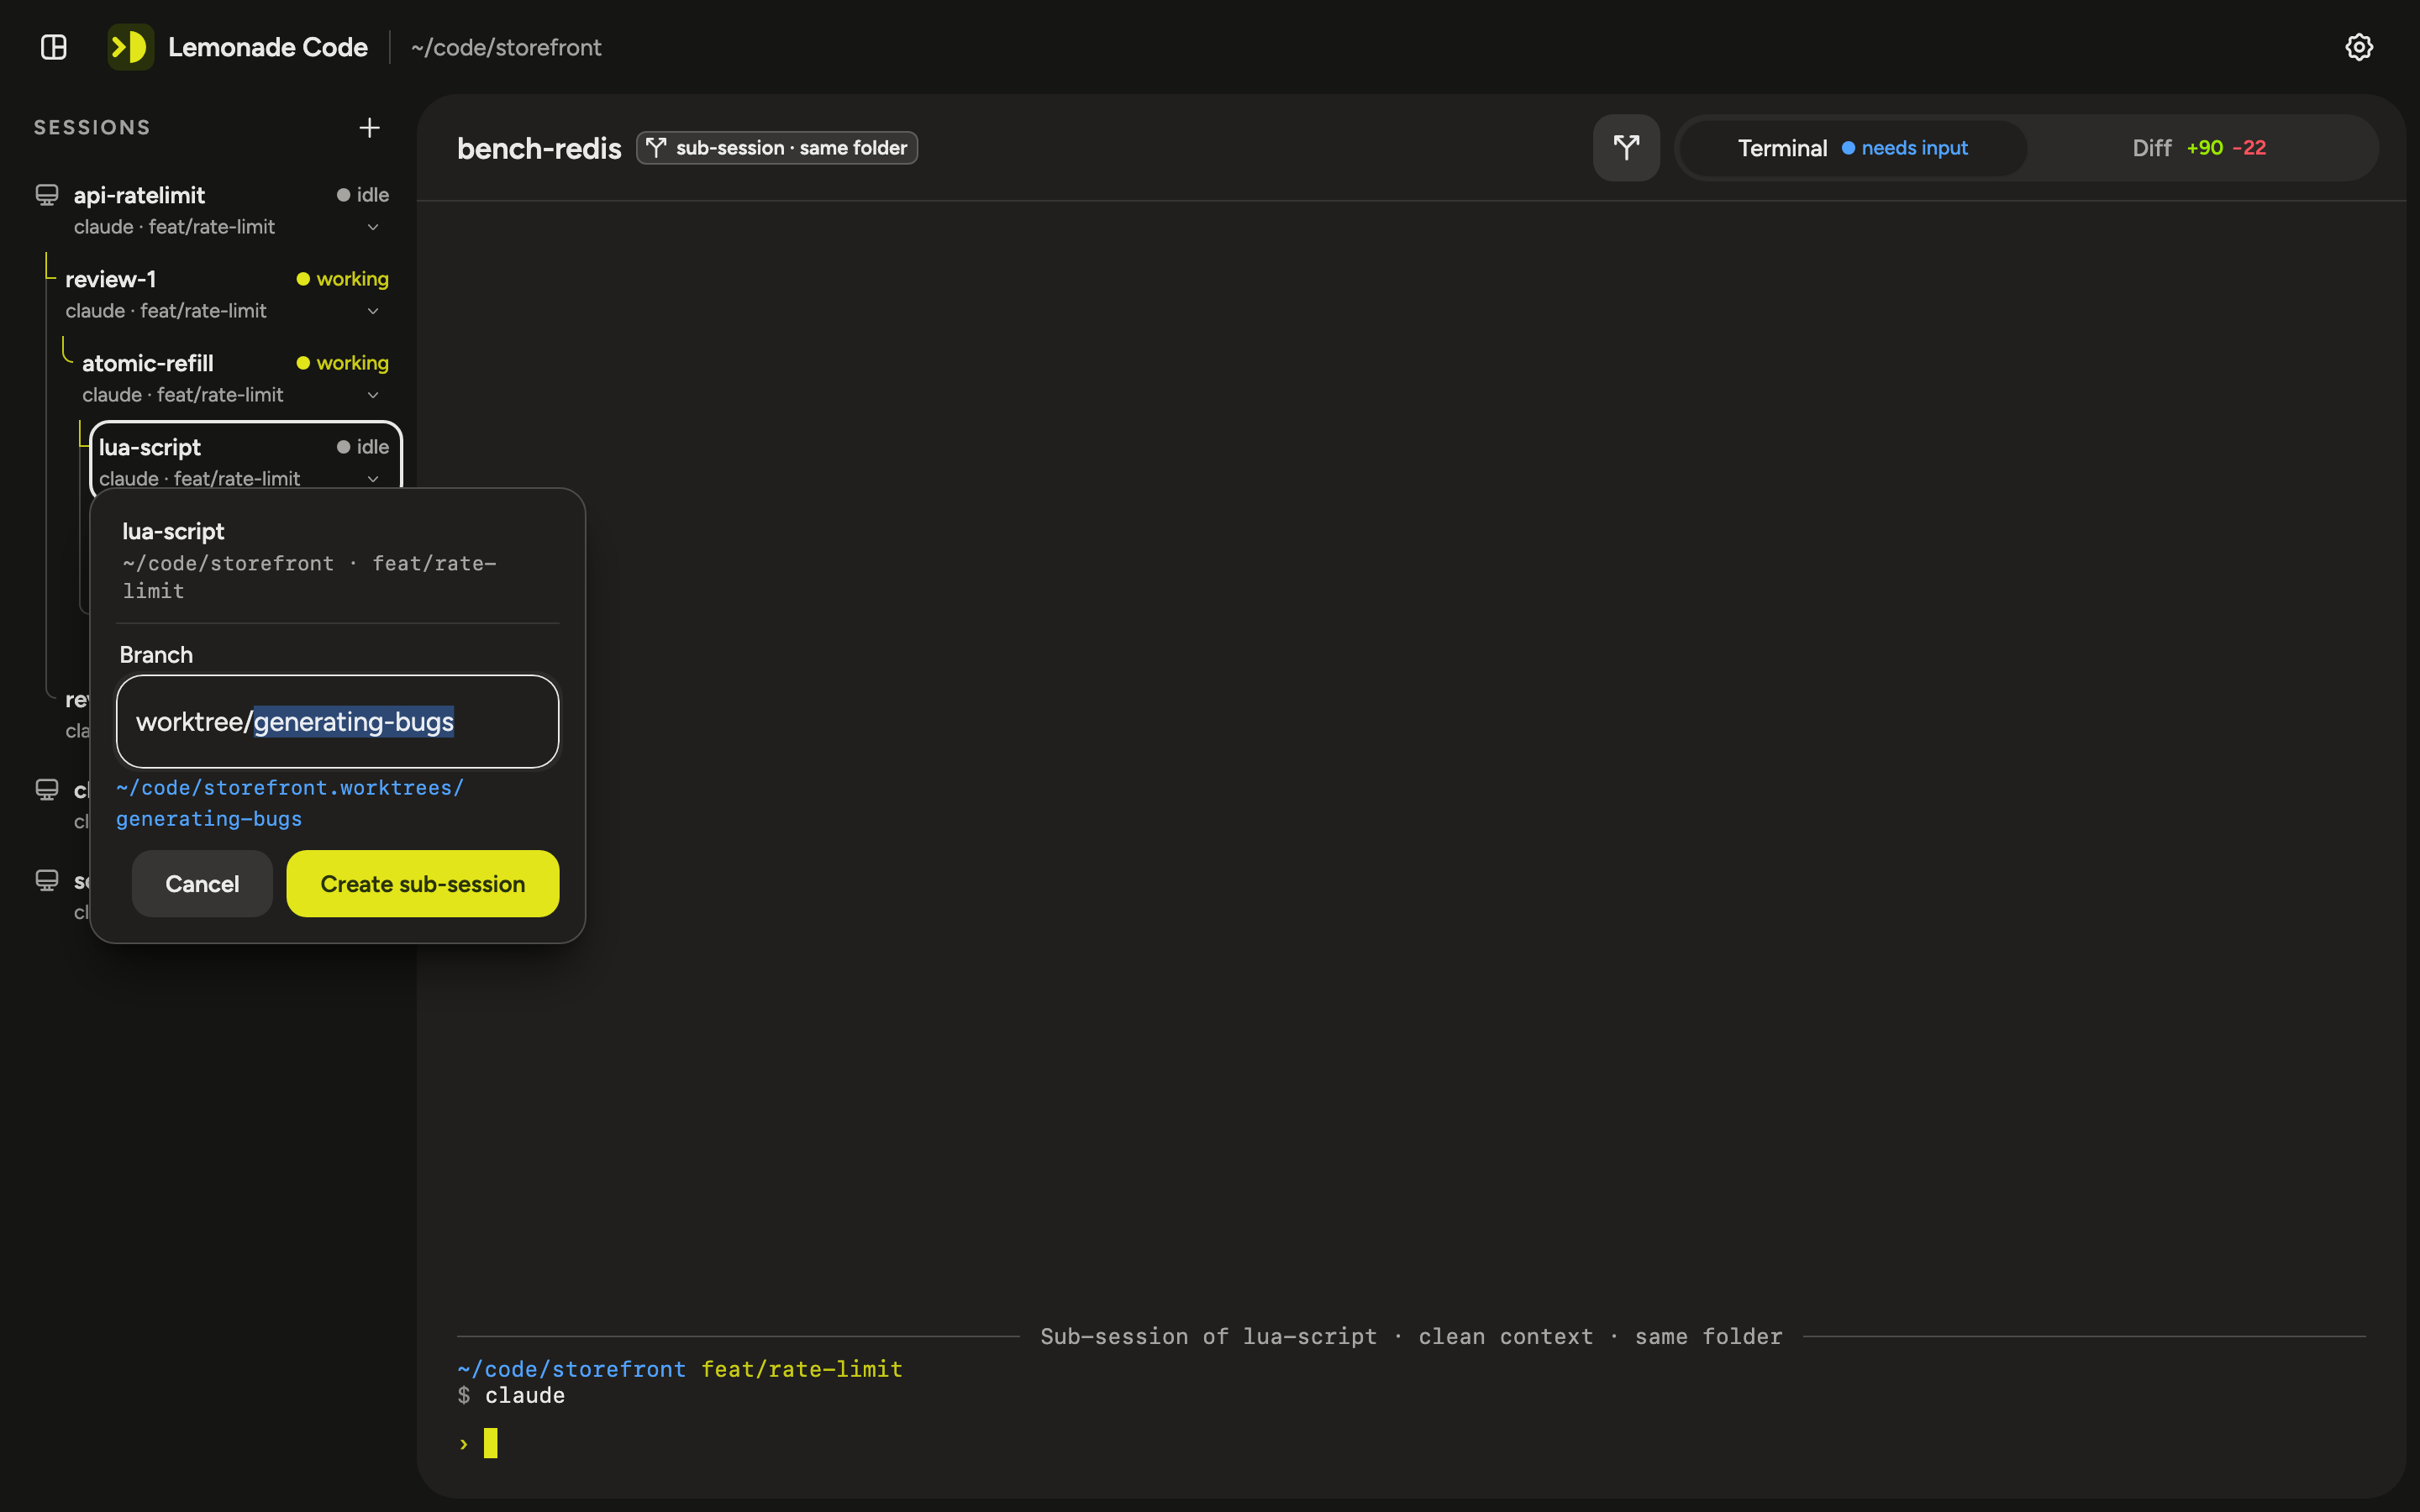 Lemonade Code
~/code/storefront
SESSIONS
api-ratelimit
idle
claude · feat/rate-limit
review-1
working
claude · feat/rate-limit
atomic-refill
working
claude · feat/rate-limit
lua-script
idle
claude · feat/rate-limit
lua-script
~/code/storefront · feat/rate-
limit
Branch
worktree/generating-bugs
~/code/storefront.worktrees/
generating-bugs
Cancel
Create sub-session
bench-redis
sub-session · same folder
Terminal
needs input
Diff +90 -22
Sub-session of lua-script · clean context · same folder
~/code/storefront feat/rate-limit
$ claude
›